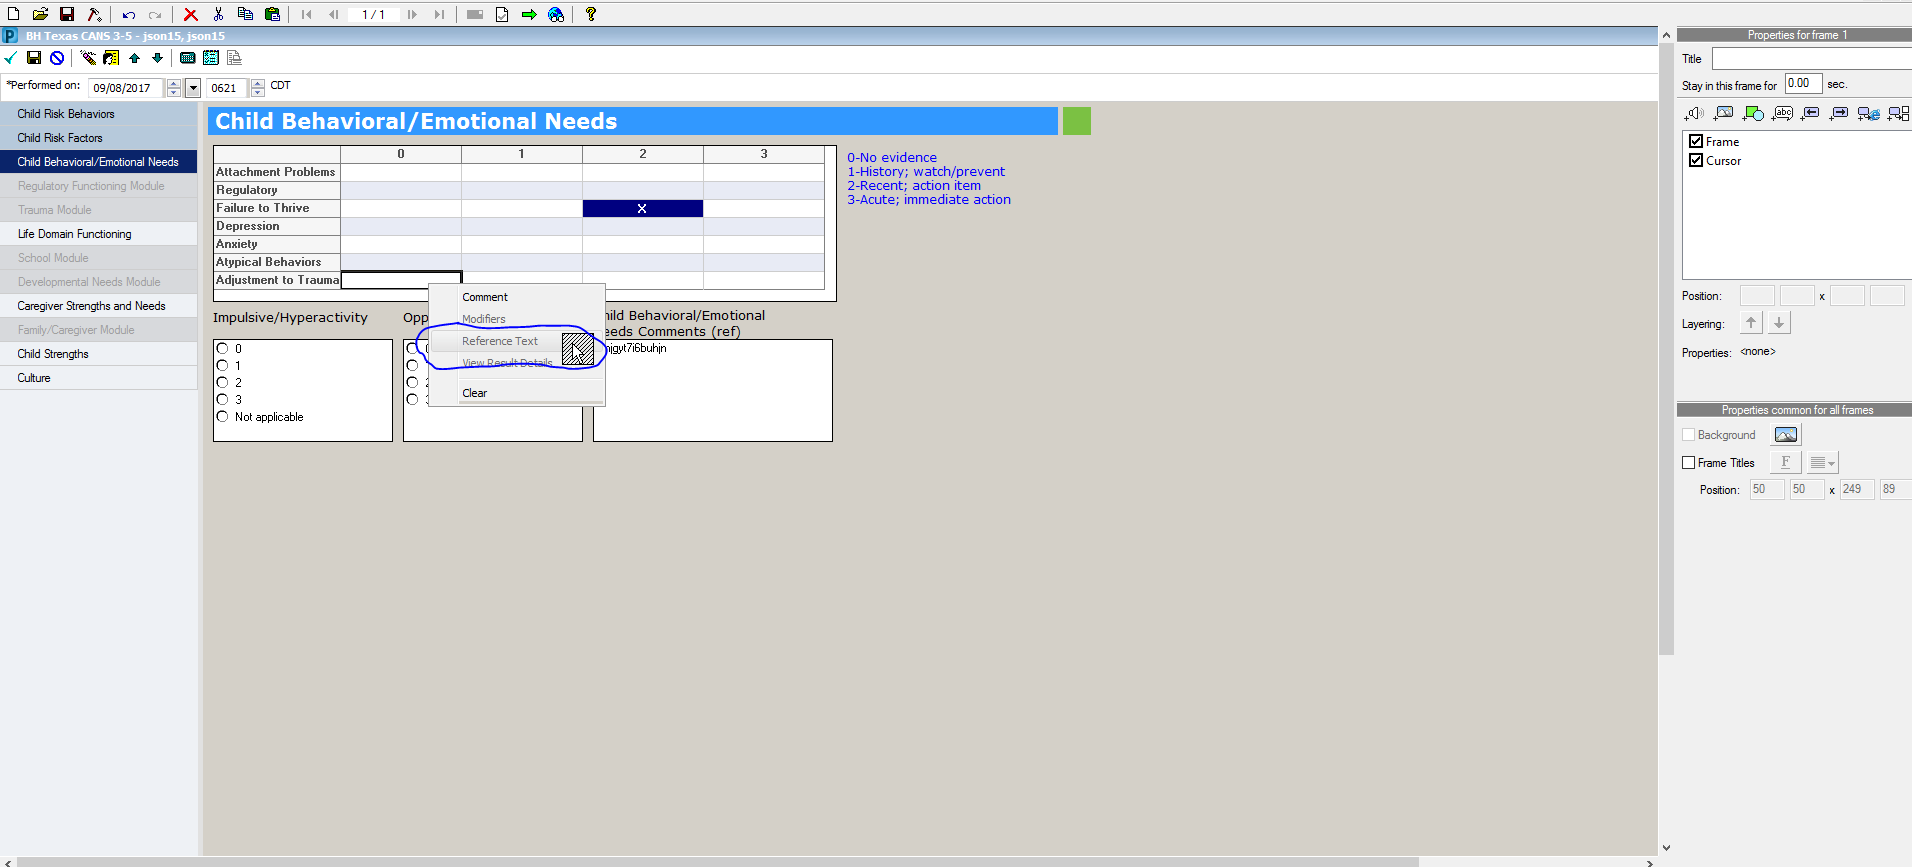 1 / 1
BH Texas CANS 3-5 - json15, json15
*Performed on: 09/08/2017 0621 CDT
Child Risk Behaviors
Child Risk Factors
Child Behavioral/Emotional Needs
Regulatory Functioning Module
Trauma Module
Life Domain Functioning
School Module
Developmental Needs Module
Caregiver Strengths and Needs
Family/Caregiver Module
Child Strengths
Culture
Child Behavioral/Emotional Needs
0 1 2 3
Attachment Problems
Regulatory
Failure to Thrive X
Depression
Anxiety
Atypical Behaviors
Adjustment to Trauma
0-No evidence
1-History; watch/prevent
2-Recent; action item
3-Acute; immediate action
Impulsive/Hyperactivity
0
1
2
3
Not applicable
Opp
Comment
Modifiers
Reference Text
View Result Details
Clear
hild Behavioral/Emotional
eeds Comments (ref)
njgyt7i6buhjn
Properties for frame 1
Title
Stay in this frame for 0.00 sec.
abc
Frame
Cursor
Position: x
Layering:
Properties: <none>
Properties common for all frames
Background
Frame Titles F
Position: 50 50 x 249 89